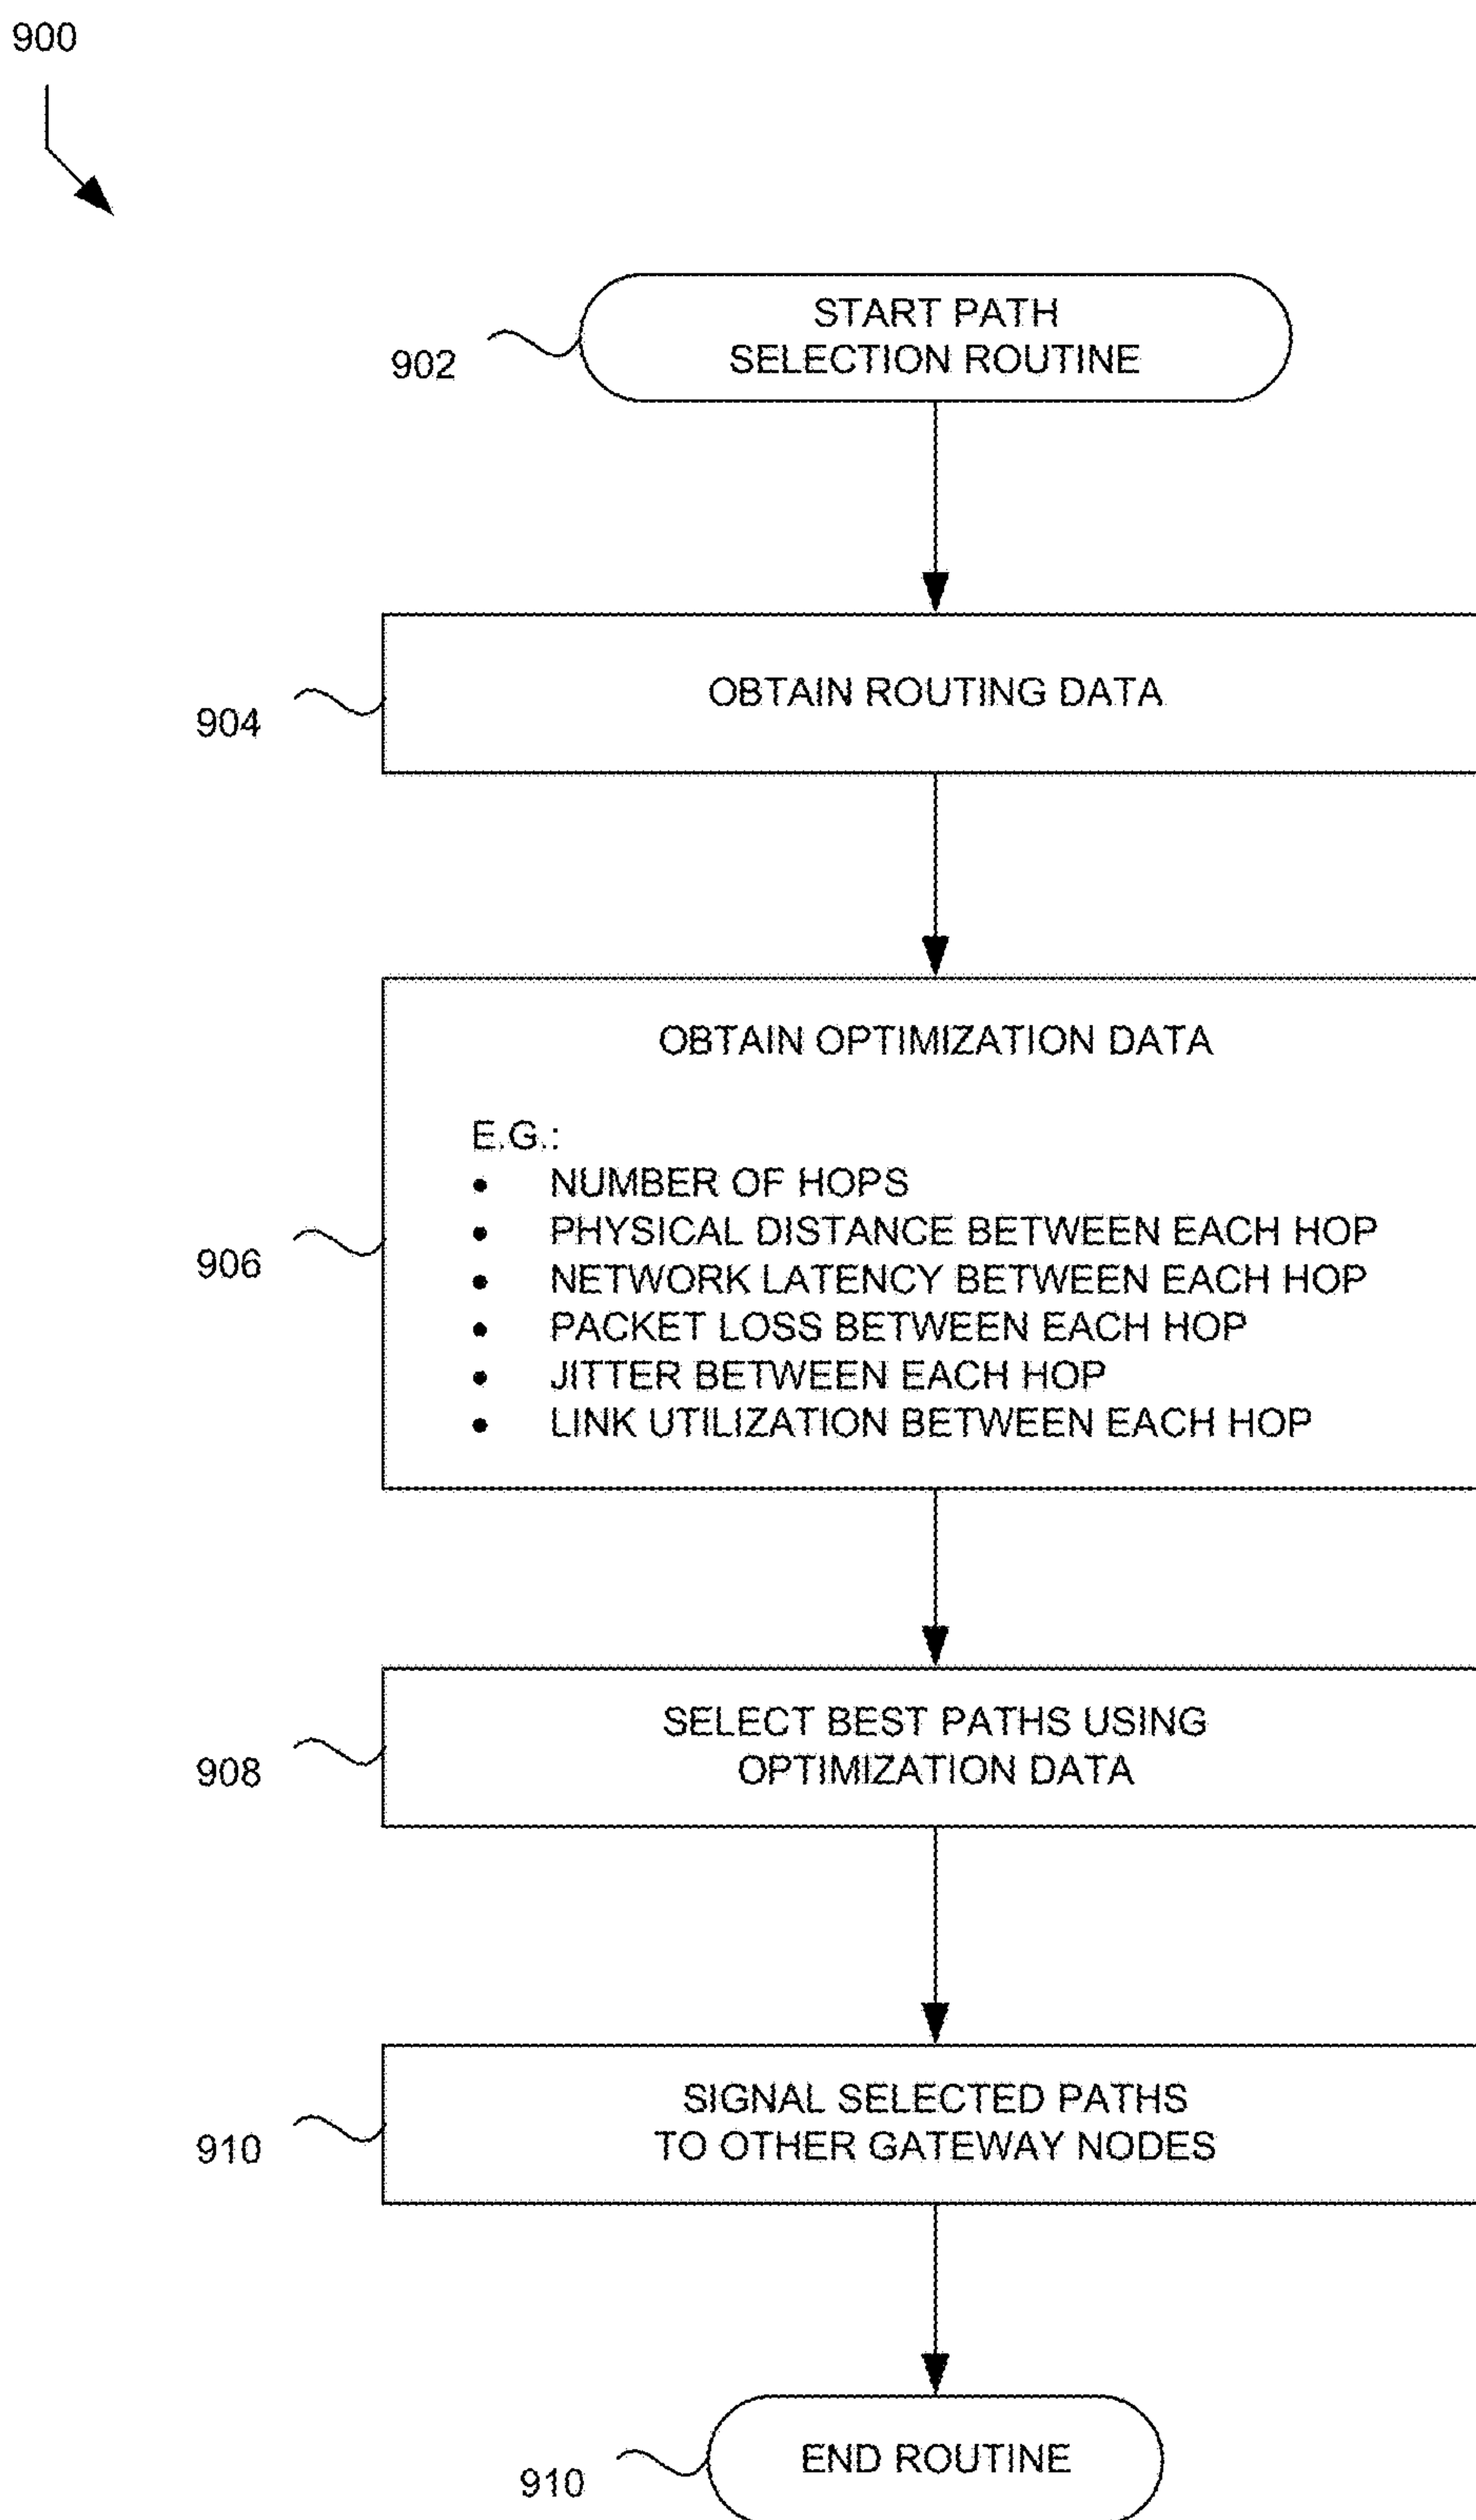 900
START PATH
SELECTION ROUTINE
902
OBTAIN ROUTING DATA
904
OBTAIN OPTIMIZATION DATA
E.G.:
• NUMBER OF HOPS
• PHYSICAL DISTANCE BETWEEN EACH HOP
• NETWORK LATENCY BETWEEN EACH HOP
• PACKET LOSS BETWEEN EACH HOP
• JITTER BETWEEN EACH HOP
• LINK UTILIZATION BETWEEN EACH HOP
906
SELECT BEST PATHS USING
OPTIMIZATION DATA
908
SIGNAL SELECTED PATHS
TO OTHER GATEWAY NODES
910
END ROUTINE
910